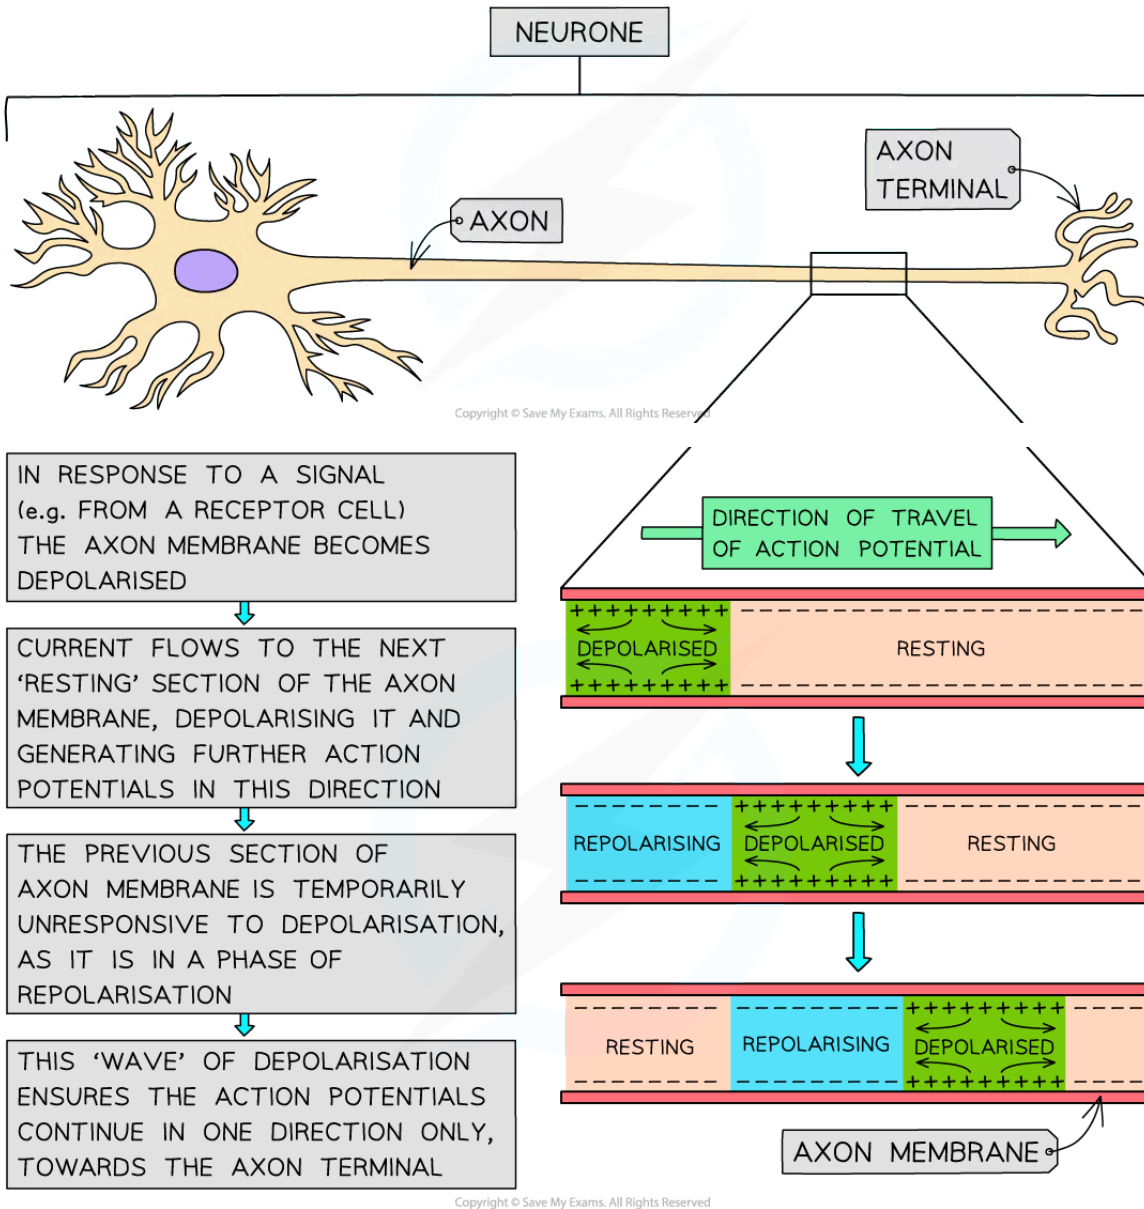 NEURONE
AXON
TERMINAL
AXON
Copyright © Save My Exams. All Rights Reserved
IN RESPONSE TO A SIGNAL
(e.g. FROM A RECEPTOR CELL)
THE AXON MEMBRANE BECOMES
DEPOLARISED
CURRENT FLOWS TO THE NEXT
'RESTING' SECTION OF THE AXON
MEMBRANE, DEPOLARISING IT AND
GENERATING FURTHER ACTION
POTENTIALS IN THIS DIRECTION
THE PREVIOUS SECTION OF
AXON MEMBRANE IS TEMPORARILY
UNRESPONSIVE TO DEPOLARISATION,
AS IT IS IN A PHASE OF
REPOLARISATION
THIS 'WAVE' OF DEPOLARISATION
ENSURES THE ACTION POTENTIALS
CONTINUE IN ONE DIRECTION ONLY,
TOWARDS THE AXON TERMINAL
DIRECTION OF TRAVEL
OF ACTION POTENTIAL
+++++++++ — — — — — — — — — — — — — — — — — — — — — —
DEPOLARISED RESTING
+++++++++ — — — — — — — — — — — — — — — — — — — — — —
— — — — — — — +++++++++ — — — — — — — — — — — — —
REPOLARISING DEPOLARISED RESTING
— — — — — — — +++++++++ — — — — — — — — — — — — —
— — — — — — — — — — — — — — +++++++++ — — — —
RESTING REPOLARISING DEPOLARISED
— — — — — — — — — — — — — — +++++++++ — — — —
AXON MEMBRANE
Copyright © Save My Exams. All Rights Reserved